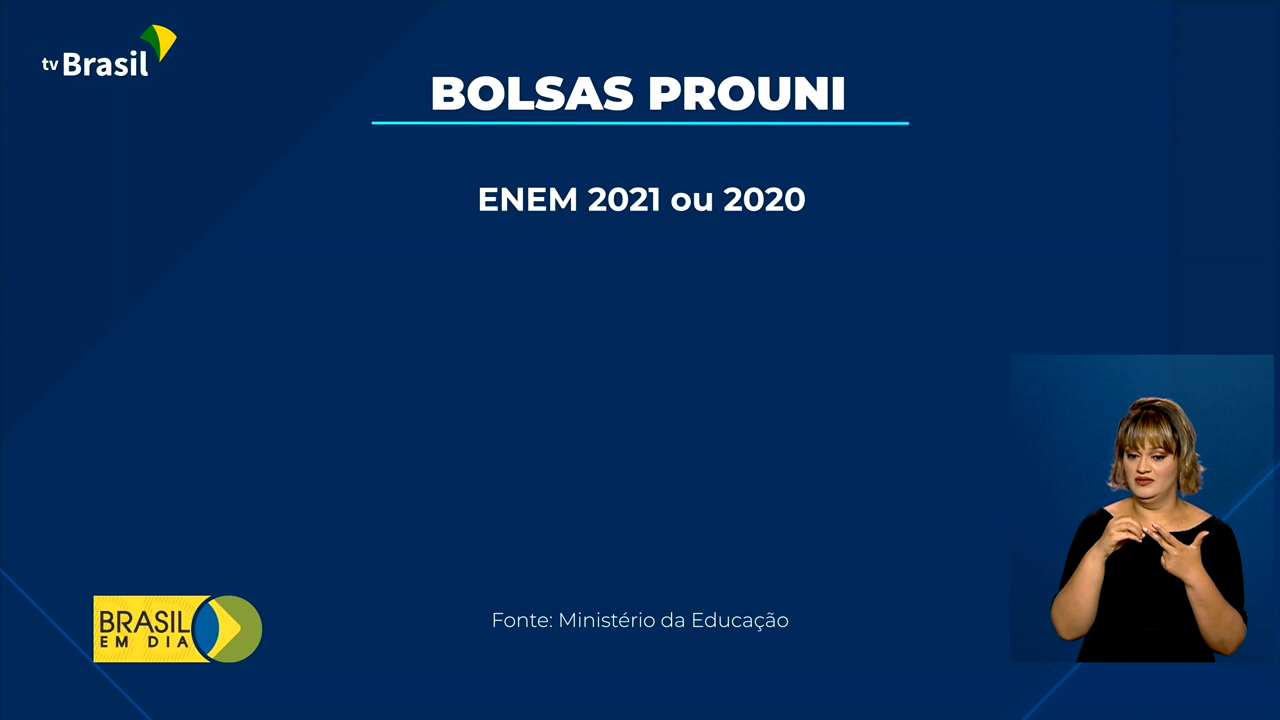 tv Brasil
BOLSAS PROUNI
ENEM 2021 ou 2020
BRASIL
EM DIA
Fonte: Ministério da Educação